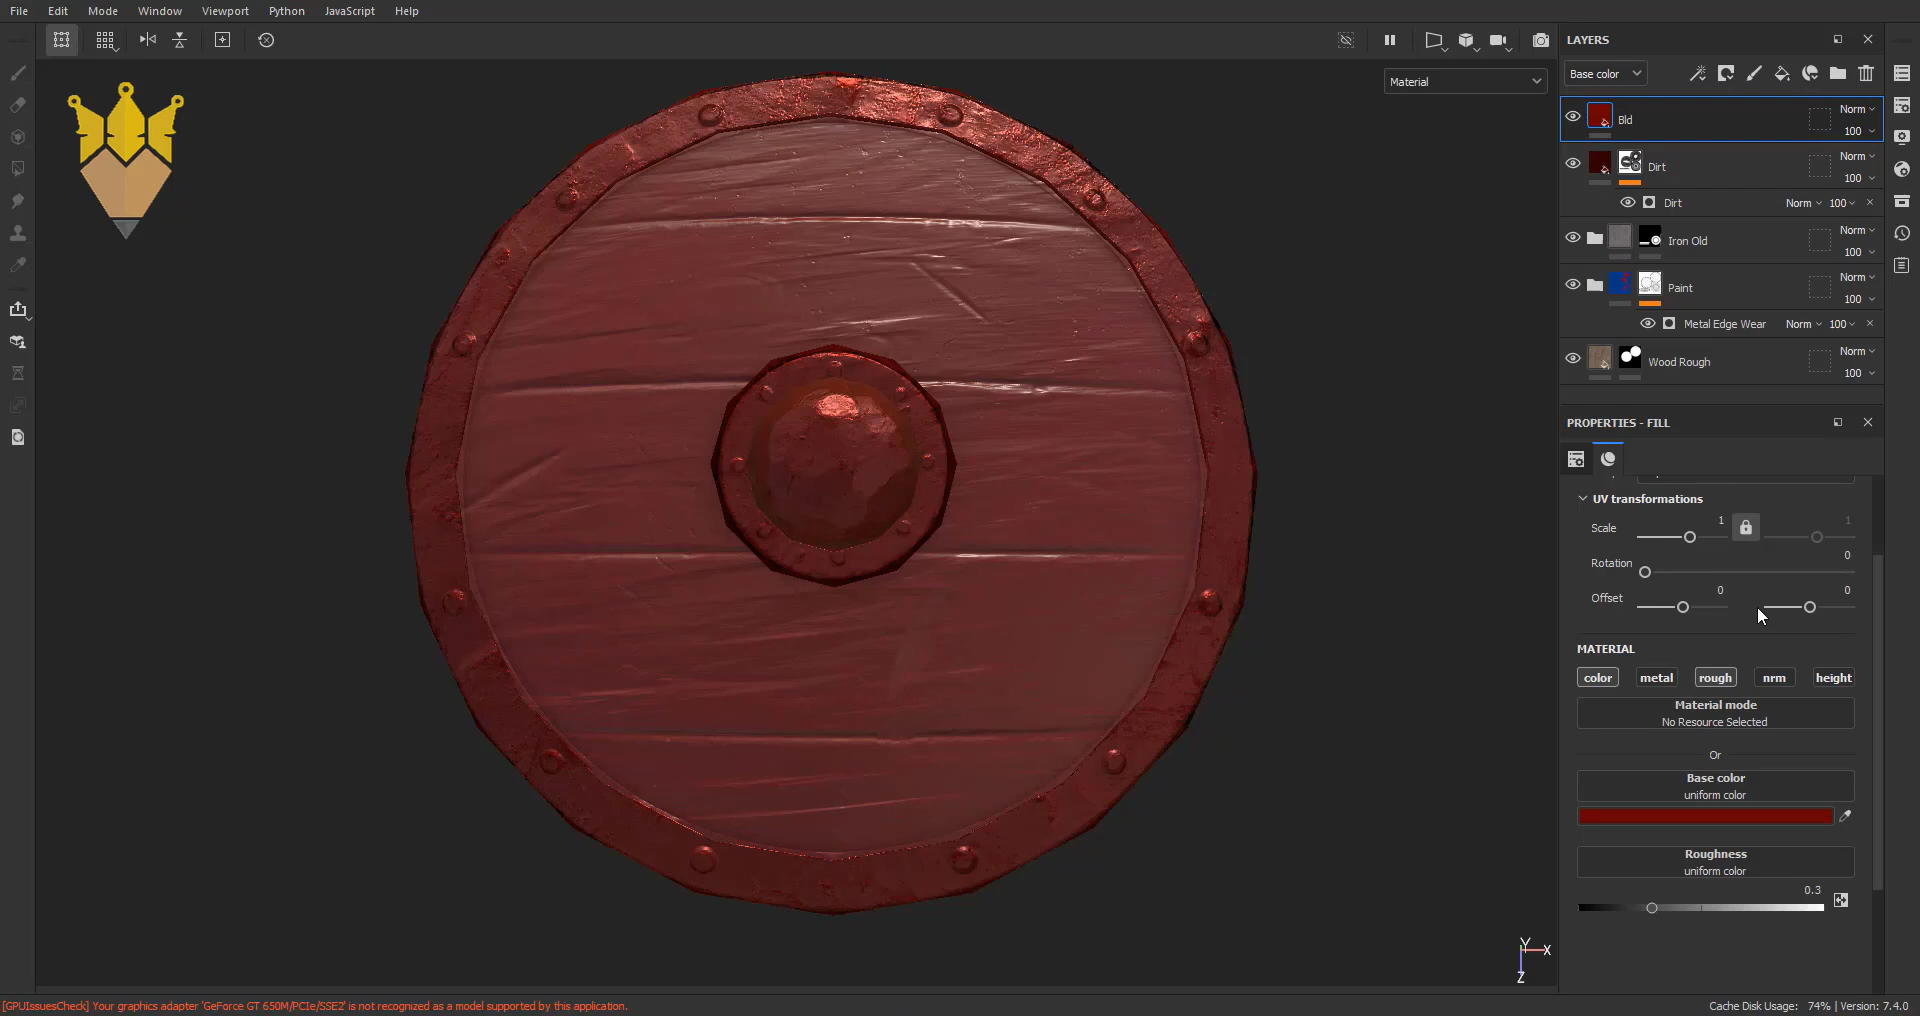 File Edit Mode Window Viewport Python JavaScript Help
Material
LAYERS
Base color
Bld Norm
100
Dirt Norm
100
Dirt Norm 100
Iron Old Norm
100
Paint Norm
100
Metal Edge Wear Norm 100
Wood Rough Norm
100
PROPERTIES - FILL
UV transformations
Scale 1 1
Rotation 0
Offset 0 0
MATERIAL
color metal rough nrm height
Material mode
No Resource Selected
Or
Base color
uniform color
Roughness
uniform color
0.3
Y
X
Z
[GPUIssuesCheck] Your graphics adapter 'GeForce GT 650M/PCIe/SSE2' is not recognized as a model supported by this application.
Cache Disk Usage: 74% | Version: 7.4.0